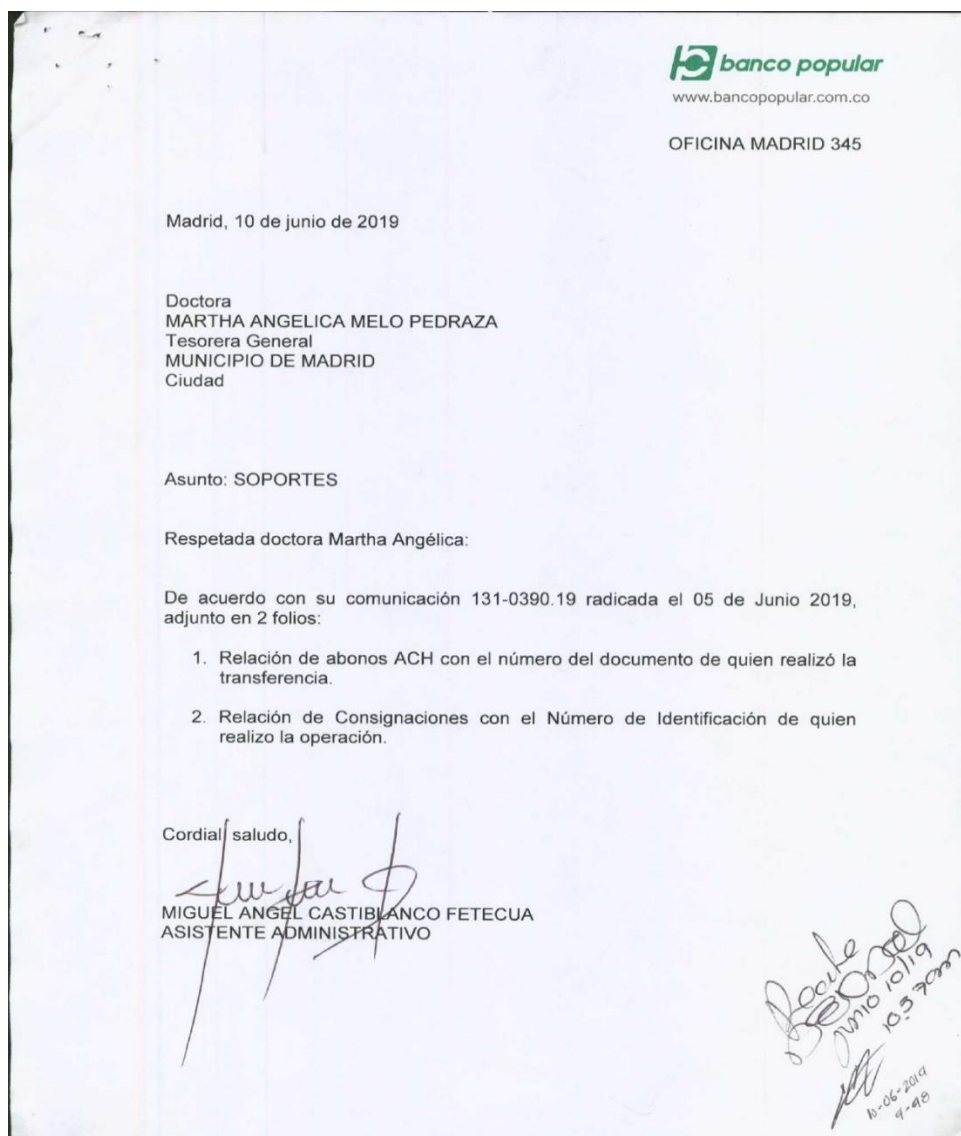 banco popular
www.bancopopular.com.co
OFICINA MADRID 345
Madrid, 10 de junio de 2019
Doctora
MARTHA ANGELICA MELO PEDRAZA
Tesorera General
MUNICIPIO DE MADRID
Ciudad
Asunto: SOPORTES
Respetada doctora Martha Angélica:
De acuerdo con su comunicación 131-0390.19 radicada el 05 de Junio 2019,
adjunto en 2 folios:
1. Relación de abonos ACH con el número del documento de quien realizó la
transferencia.
2. Relación de Consignaciones con el Número de Identificación de quien
realizo la operación.
Cordial saludo,
MIGUEL ANGEL CASTIBLANCO FETECUA
ASISTENTE ADMINISTRATIVO
junio 10/19
10-06-2019